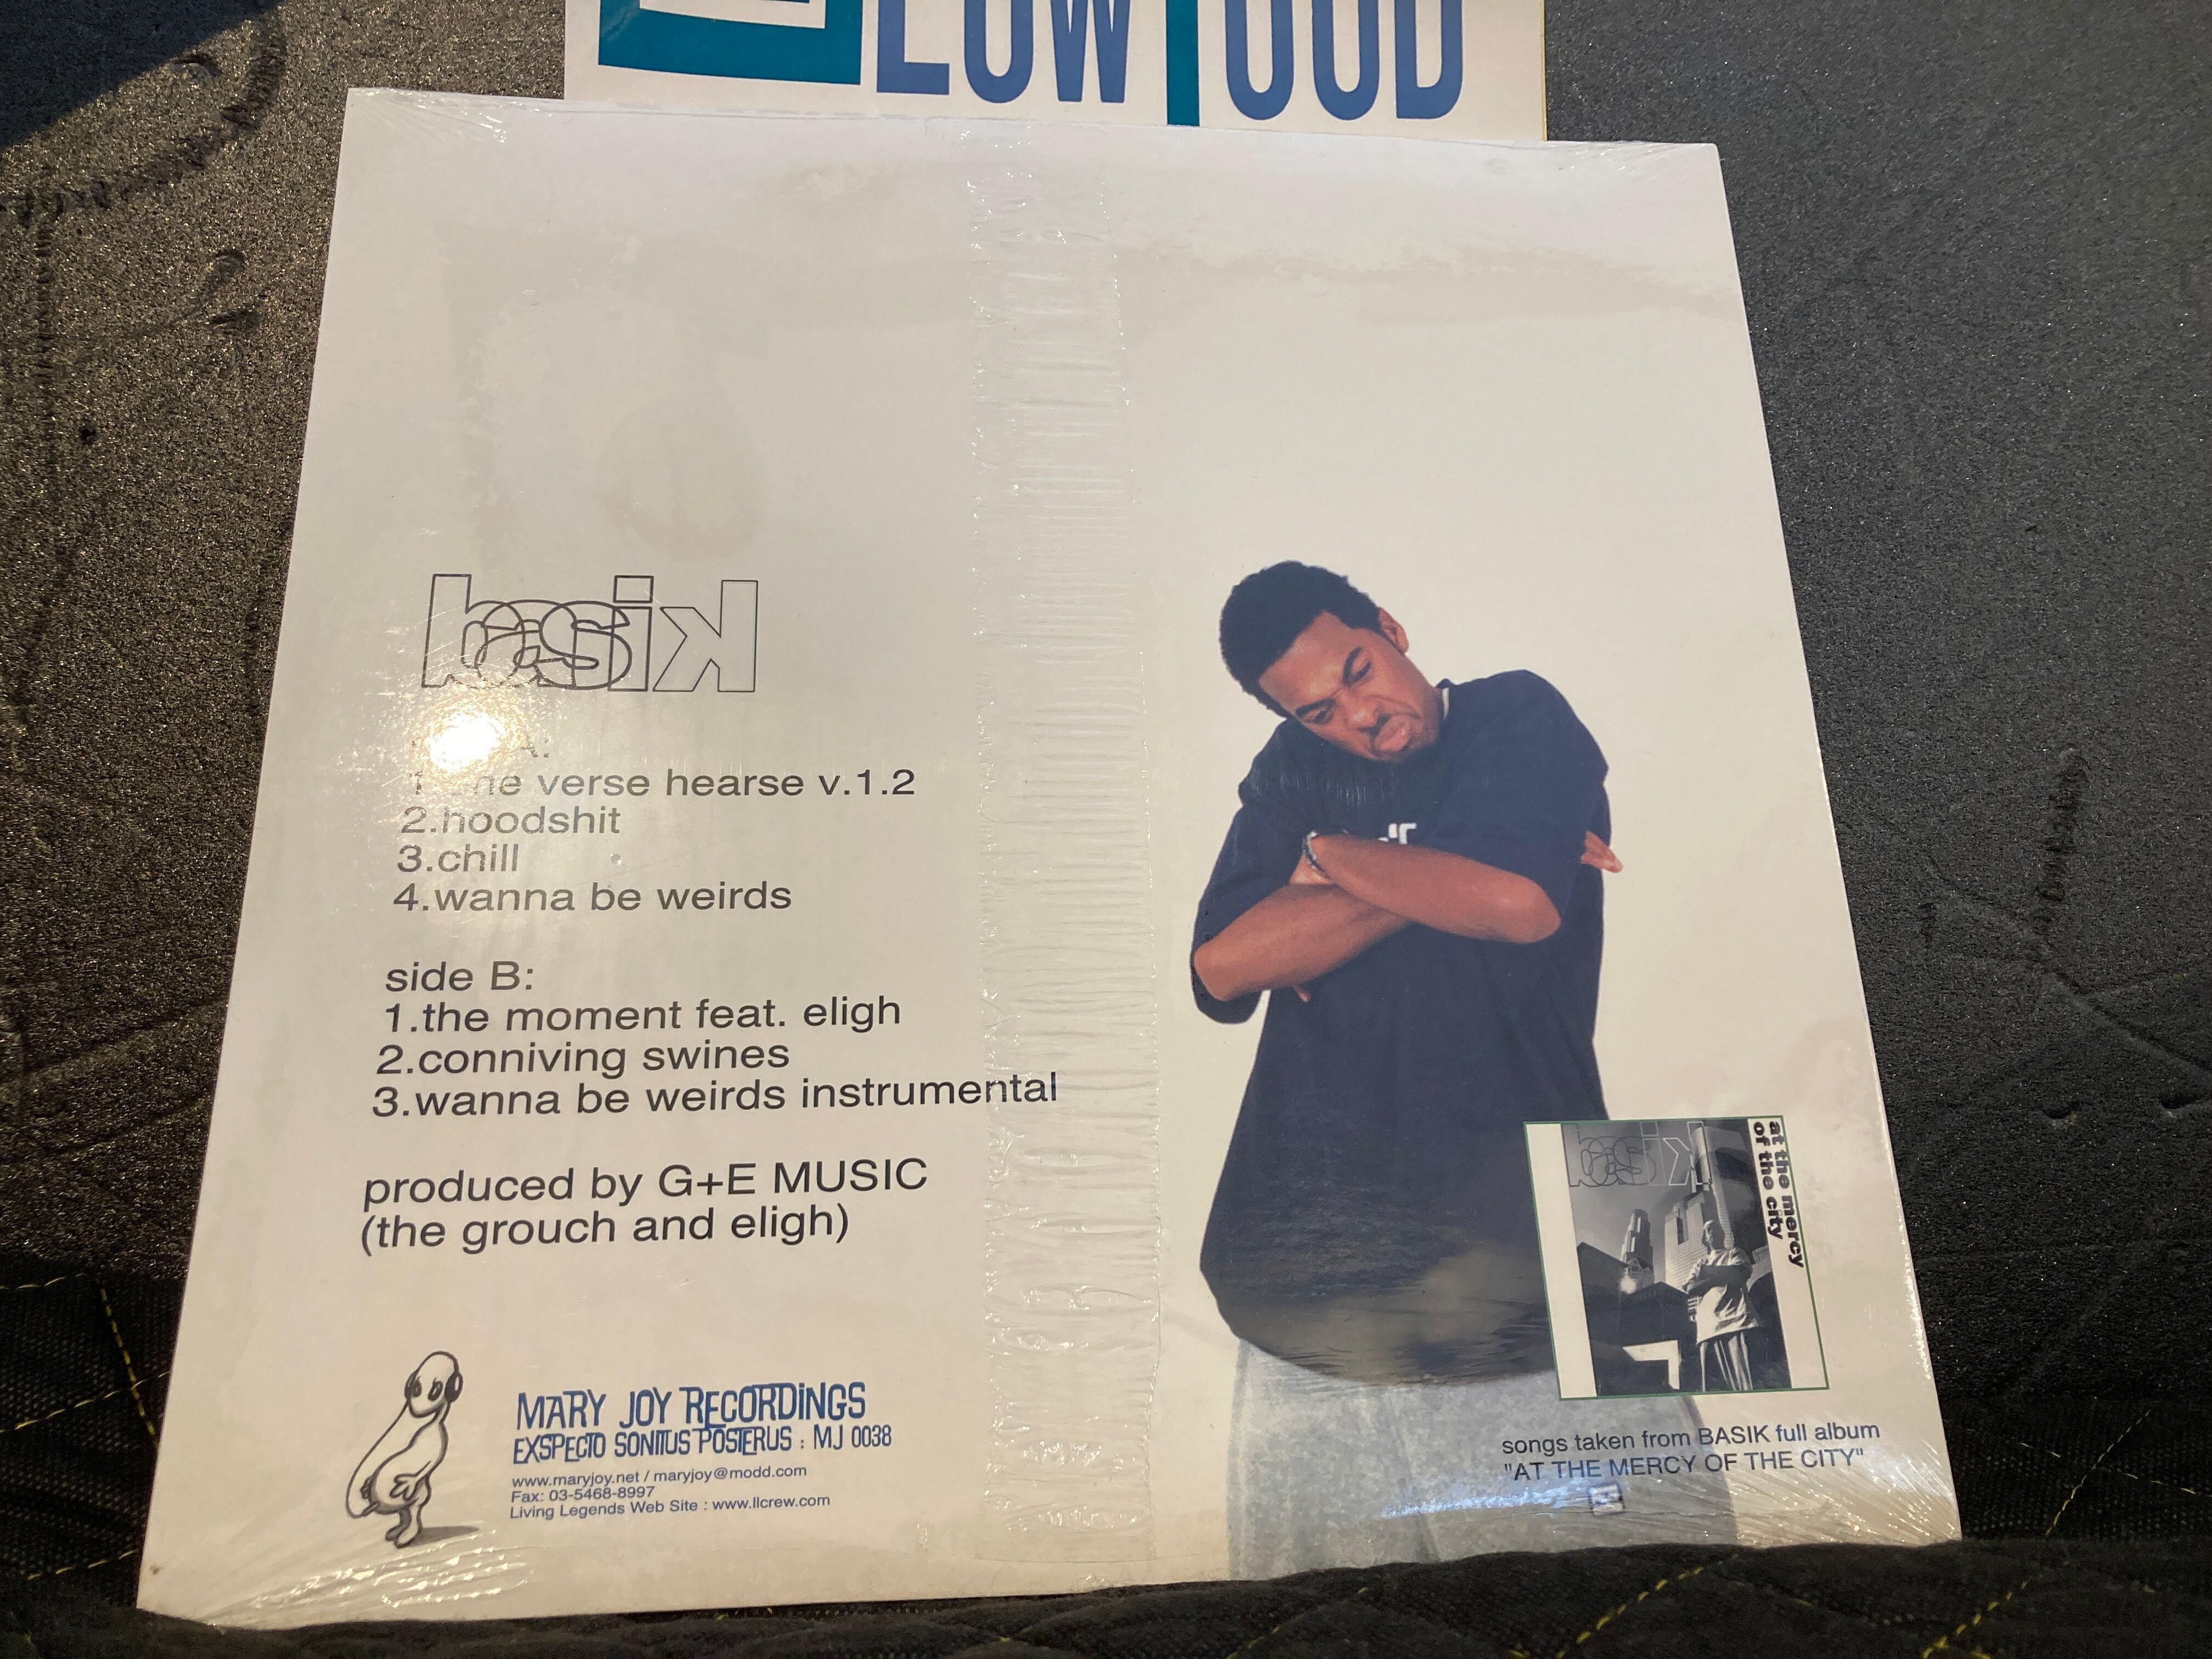 basik
A:
1. verse hearse v.1.2
2.hoodshit
3.chill
4.wanna be weirds
side B:
1.the moment feat. eligh
2.conniving swines
3.wanna be weirds instrumental
produced by G+E MUSIC
(the grouch and eligh)
MARY JOY RECORDiNGS
EXSPECTO SONITUS POSTERUS : MJ 0038
www.maryjoy.net / maryjoy@modd.com
Fax: 03-5468-8997
Living Legends Web Site : www.llcrew.com
basik
at the mercy
of the city
songs taken from BASIK full album
"AT THE MERCY OF THE CITY"